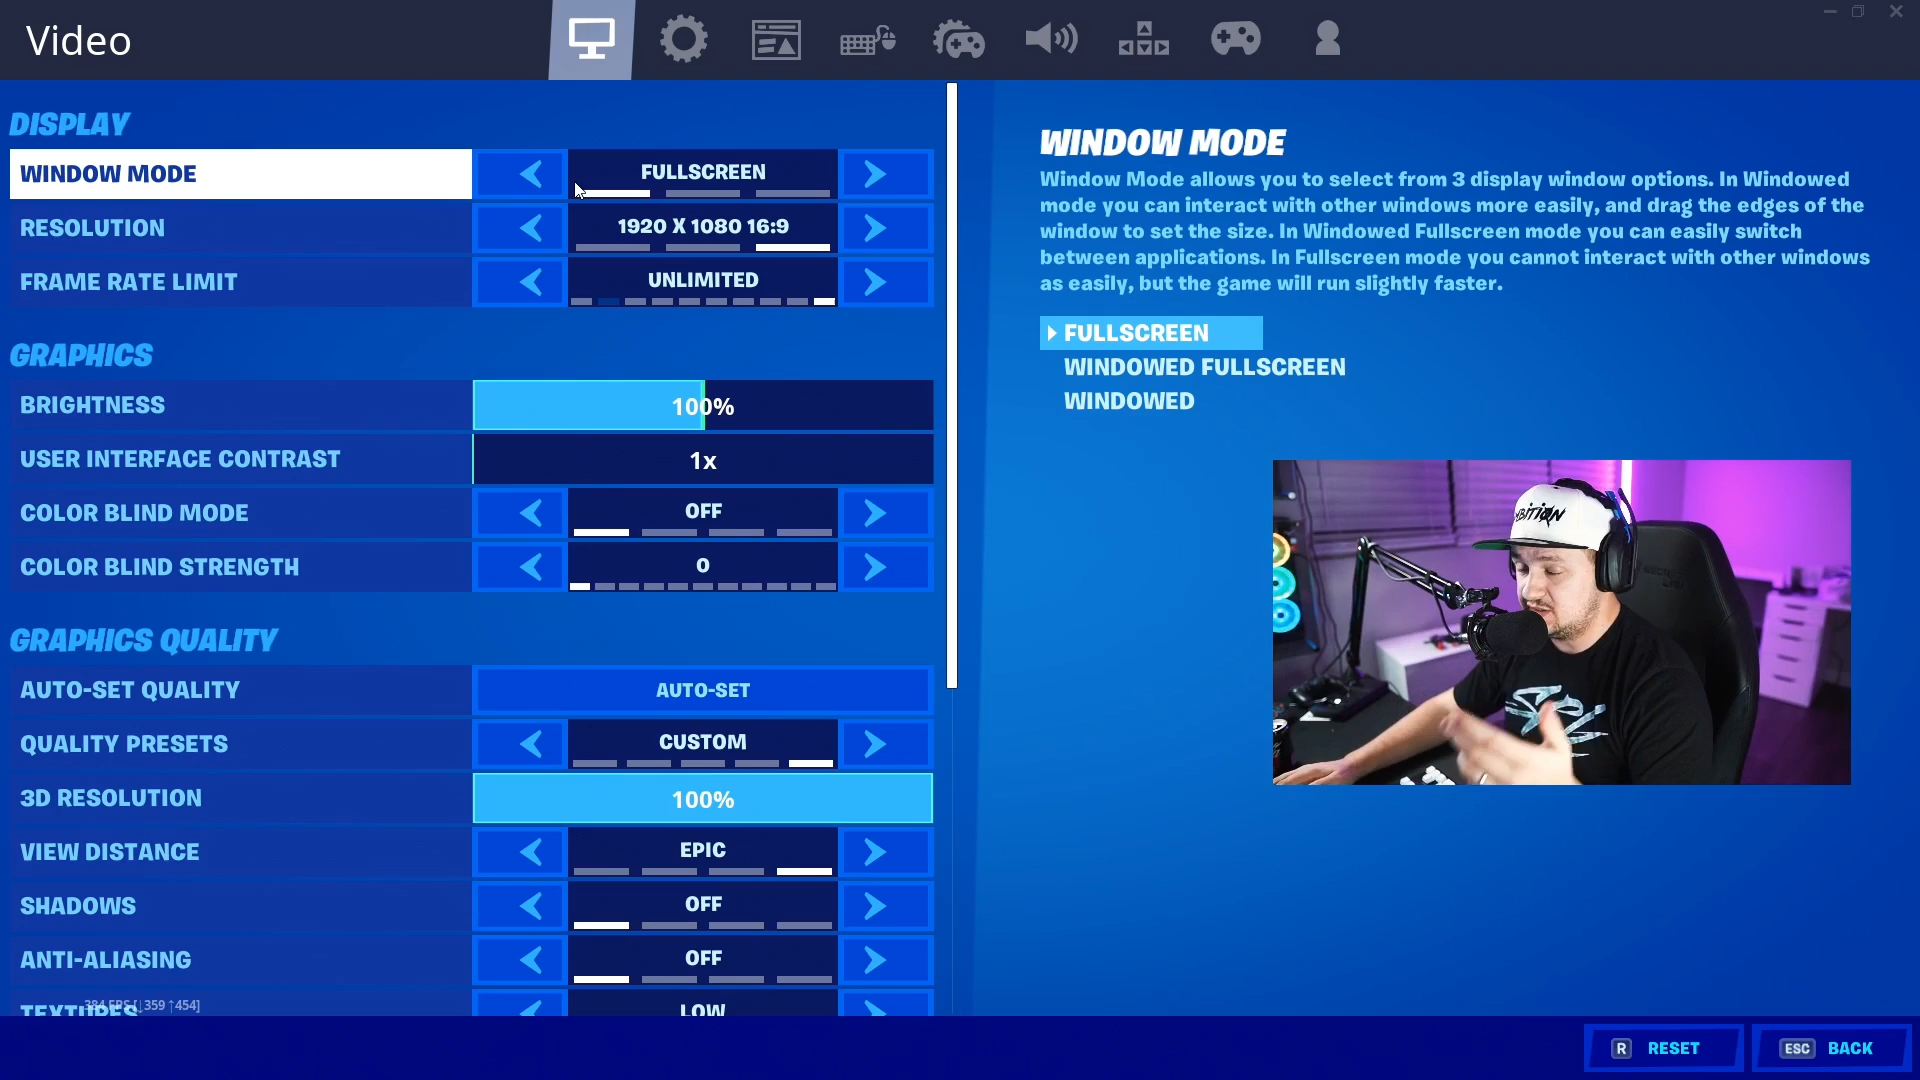 Video
DISPLAY
WINDOW MODE
FULLSCREEN
RESOLUTION
1920 X 1080 16:9
FRAME RATE LIMIT
UNLIMITED
GRAPHICS
BRIGHTNESS
100%
USER INTERFACE CONTRAST
1x
COLOR BLIND MODE
OFF
COLOR BLIND STRENGTH
0
GRAPHICS QUALITY
AUTO-SET QUALITY
AUTO-SET
QUALITY PRESETS
CUSTOM
3D RESOLUTION
100%
VIEW DISTANCE
EPIC
SHADOWS
OFF
ANTI-ALIASING
OFF
TEXTURES
LOW
384 FPS [↓359 ↑454]
WINDOW MODE
Window Mode allows you to select from 3 display window options. In Windowed
mode you can interact with other windows more easily, and drag the edges of the
window to set the size. In Windowed Fullscreen mode you can easily switch
between applications. In Fullscreen mode you cannot interact with other windows
as easily, but the game will run slightly faster.
FULLSCREEN
WINDOWED FULLSCREEN
WINDOWED
R RESET
ESC BACK